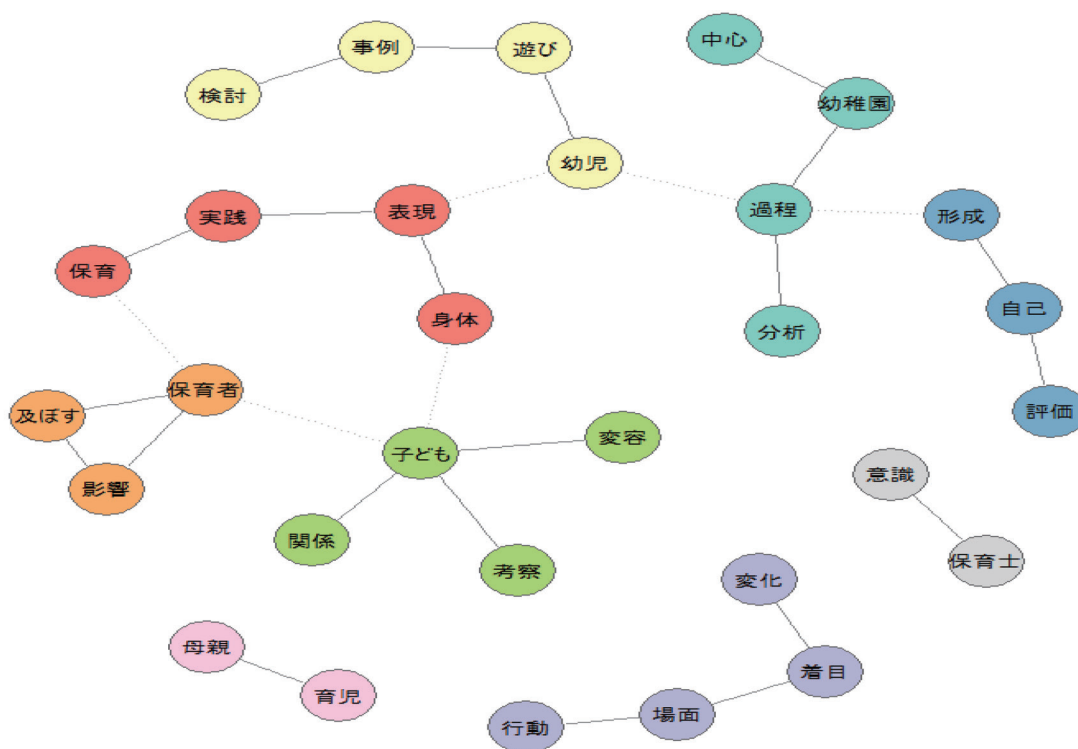 中心
事例
遊び
検討
幼稚園
幼児
表現
実践
過程
形成
保育
自己
身体
分析
保育者
及ぼす
評価
変容
子ども
意識
影響
関係
保育士
考察
変化
母親
着目
育児
場面
行動